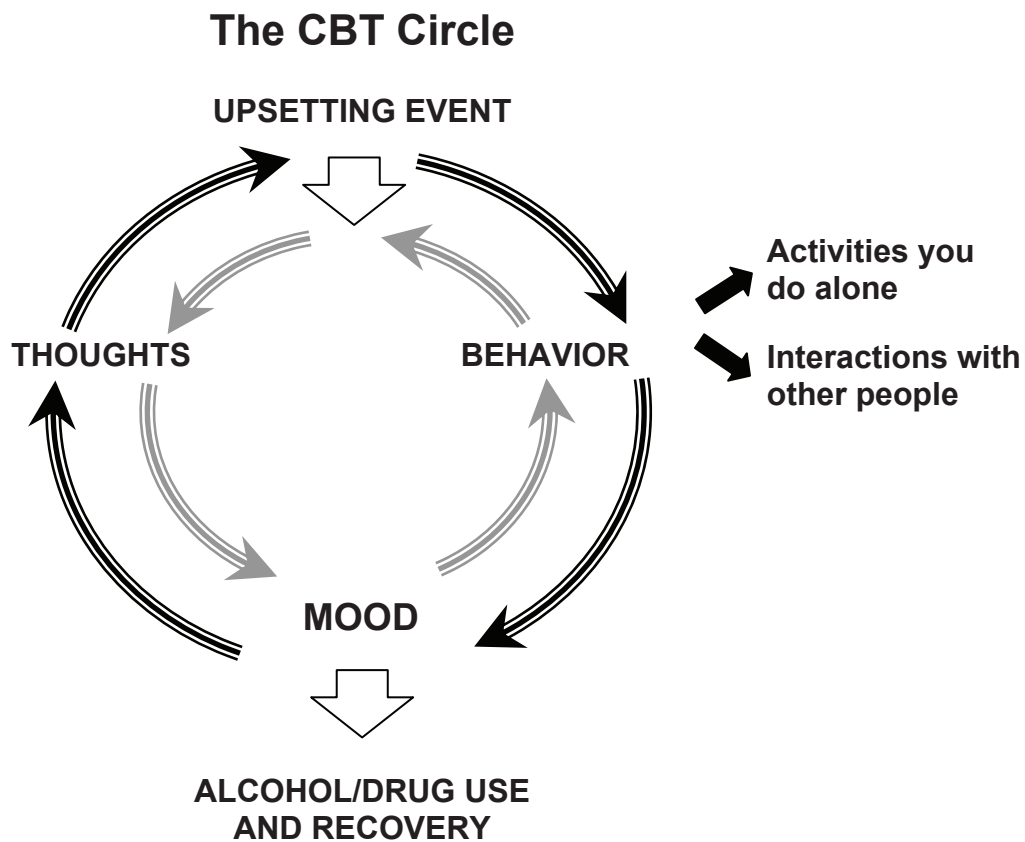 The CBT Circle
UPSETTING EVENT
Activities you
do alone
THOUGHTS
BEHAVIOR
Interactions with
other people
MOOD
ALCOHOL/DRUG USE
AND RECOVERY